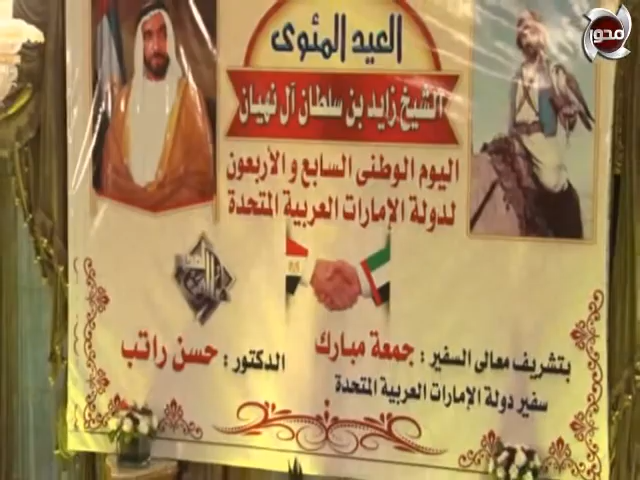 محور
العيد المئوى
الشيخ زايد بن سلطان آل نهيان
اليوم الوطنى السابع و الأربعون
لدولة الإمارات العربية المتحدة
بتشريف معالى السفير : جمعة مبارك
سفير دولة الإمارات العربية المتحدة
الدكتور : حسن راتب